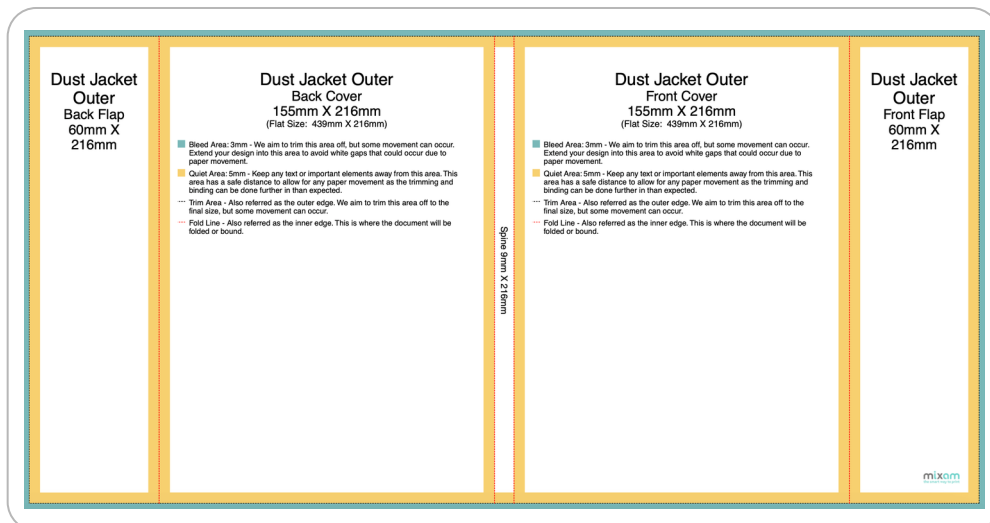 Dust Jacket
Outer
Back Flap
60mm X
216mm
Dust Jacket Outer
Back Cover
155mm X 216mm
(Flat Size: 439mm X 216mm)
Bleed Area: 3mm - We aim to trim this area off, but some movement can occur.
Extend your design into this area to avoid white gaps that could occur due to
paper movement.
Quiet Area: 5mm - Keep any text or important elements away from this area. This
area has a safe distance to allow for any paper movement as the trimming and
binding can be done further in than expected.
Trim Area - Also referred as the outer edge. We aim to trim this area off to the
final size, but some movement can occur.
Fold Line - Also referred as the inner edge. This is where the document will be
folded or bound.
Spine 9mm X 216mm
Dust Jacket Outer
Front Cover
155mm X 216mm
(Flat Size: 439mm X 216mm)
Bleed Area: 3mm - We aim to trim this area off, but some movement can occur.
Extend your design into this area to avoid white gaps that could occur due to
paper movement.
Quiet Area: 5mm - Keep any text or important elements away from this area. This
area has a safe distance to allow for any paper movement as the trimming and
binding can be done further in than expected.
Trim Area - Also referred as the outer edge. We aim to trim this area off to the
final size, but some movement can occur.
Fold Line - Also referred as the inner edge. This is where the document will be
folded or bound.
Dust Jacket
Outer
Front Flap
60mm X
216mm
mixam